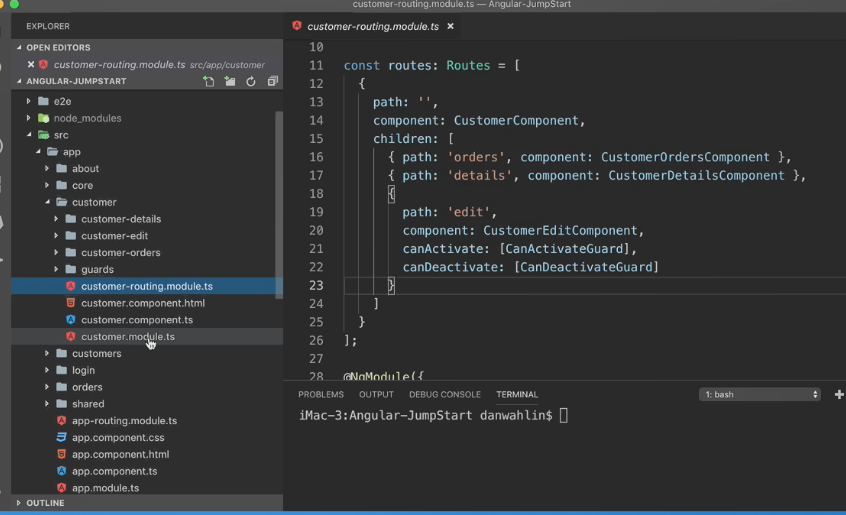 customer-routing.module.ts — Angular-JumpStart
EXPLORER
OPEN EDITORS
customer-routing.module.ts src/app/customer
ANGULAR-JUMPSTART
e2e
node_modules
src
app
about
core
customer
customer-details
customer-edit
customer-orders
guards
customer-routing.module.ts
customer.component.html
customer.component.ts
customer.module.ts
customers
login
orders
shared
app-routing.module.ts
app.component.css
app.component.html
app.component.ts
app.module.ts
OUTLINE
customer-routing.module.ts
10
11 const routes: Routes = [
12 {
13 path: '',
14 component: CustomerComponent,
15 children: [
16 { path: 'orders', component: CustomerOrdersComponent },
17 { path: 'details', component: CustomerDetailsComponent },
18 {
19 path: 'edit',
20 component: CustomerEditComponent,
21 canActivate: [CanActivateGuard],
22 canDeactivate: [CanDeactivateGuard]
23 }
24 ]
25 }
26 ];
27
28 @NgModule({
PROBLEMS OUTPUT DEBUG CONSOLE TERMINAL 1: bash
iMac-3:Angular-JumpStart danwahlin$